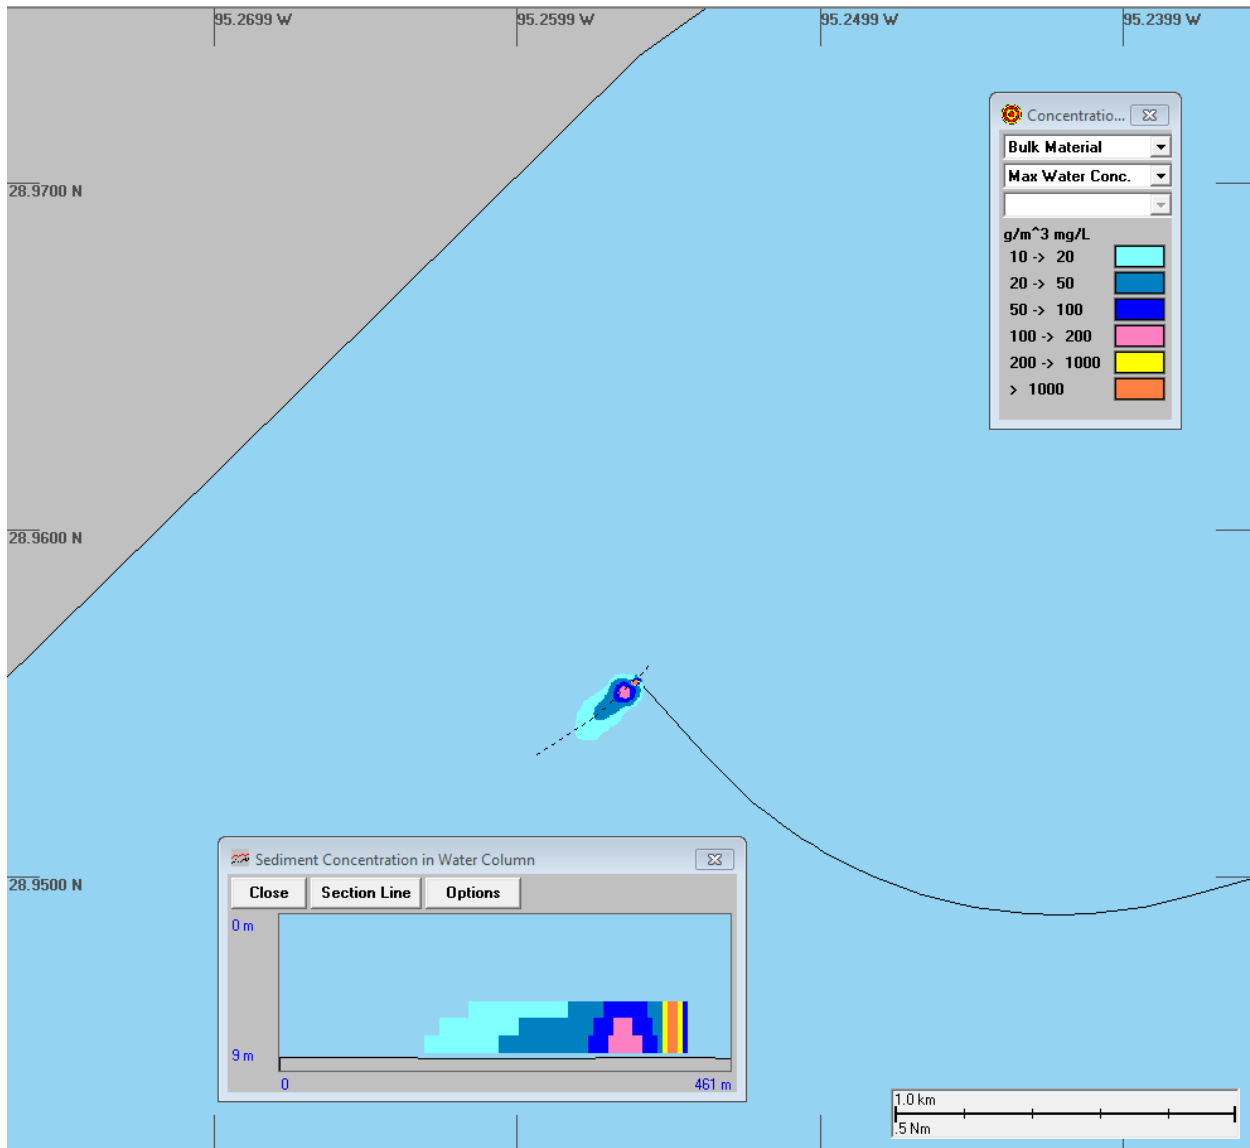 95.2699 W
95.2599 W
95.2499 W
95.2399 W
28.9700 N
28.9600 N
28.9500 N
Concentratio...
Bulk Material
Max Water Conc.
g/m^3 mg/L
10 -> 20
20 -> 50
50 -> 100
100 -> 200
200 -> 1000
> 1000
Sediment Concentration in Water Column
Close
Section Line
Options
0 m
9 m
0
461 m
1.0 km
.5 Nm